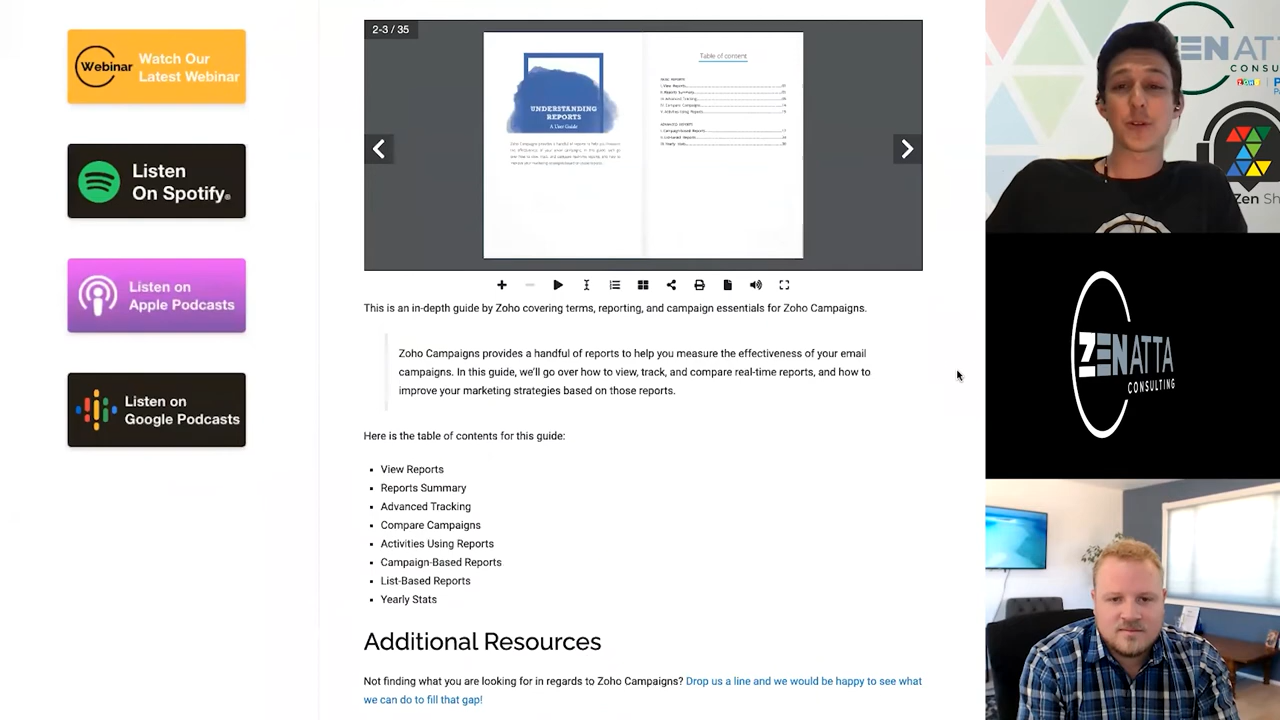 Webinar
Watch Our
Latest Webinar
Listen
On Spotify®
Listen on
Apple Podcasts
Listen on
Google Podcasts
2-3 / 35
UNDERSTANDING
REPORTS
A User Guide
Table of content
This is an in-depth guide by Zoho covering terms, reporting, and campaign essentials for Zoho Campaigns.
Zoho Campaigns provides a handful of reports to help you measure the effectiveness of your email
campaigns. In this guide, we'll go over how to view, track, and compare real-time reports, and how to
improve your marketing strategies based on those reports.
Here is the table of contents for this guide:
View Reports
Reports Summary
Advanced Tracking
Compare Campaigns
Activities Using Reports
Campaign-Based Reports
List-Based Reports
Yearly Stats
Additional Resources
Not finding what you are looking for in regards to Zoho Campaigns? Drop us a line and we would be happy to see what
we can do to fill that gap!
ZENATTA
CONSULTING